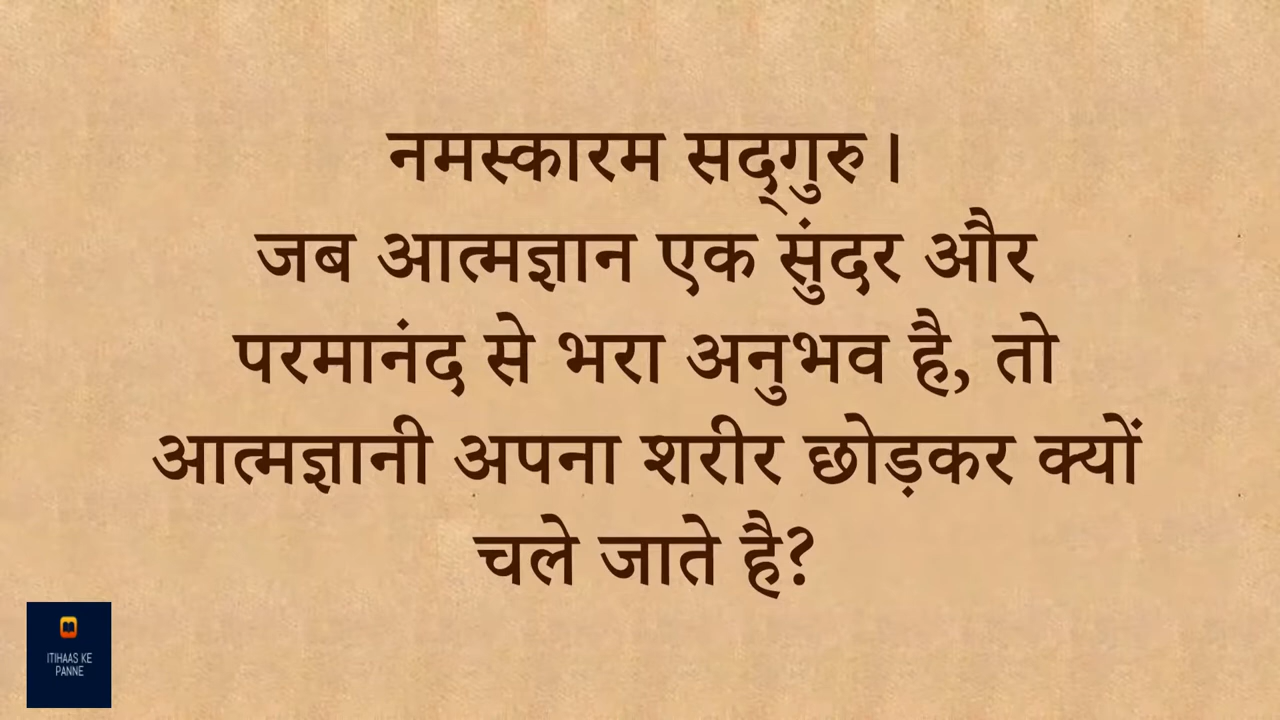 नमस्कारम सद्‌गुरु।
जब आत्मज्ञान एक सुंदर और
परमानंद से भरा अनुभव है, तो
आत्मज्ञानी अपना शरीर छोड़कर क्यों
चले जाते है?
ITIHAAS KE
PANNE